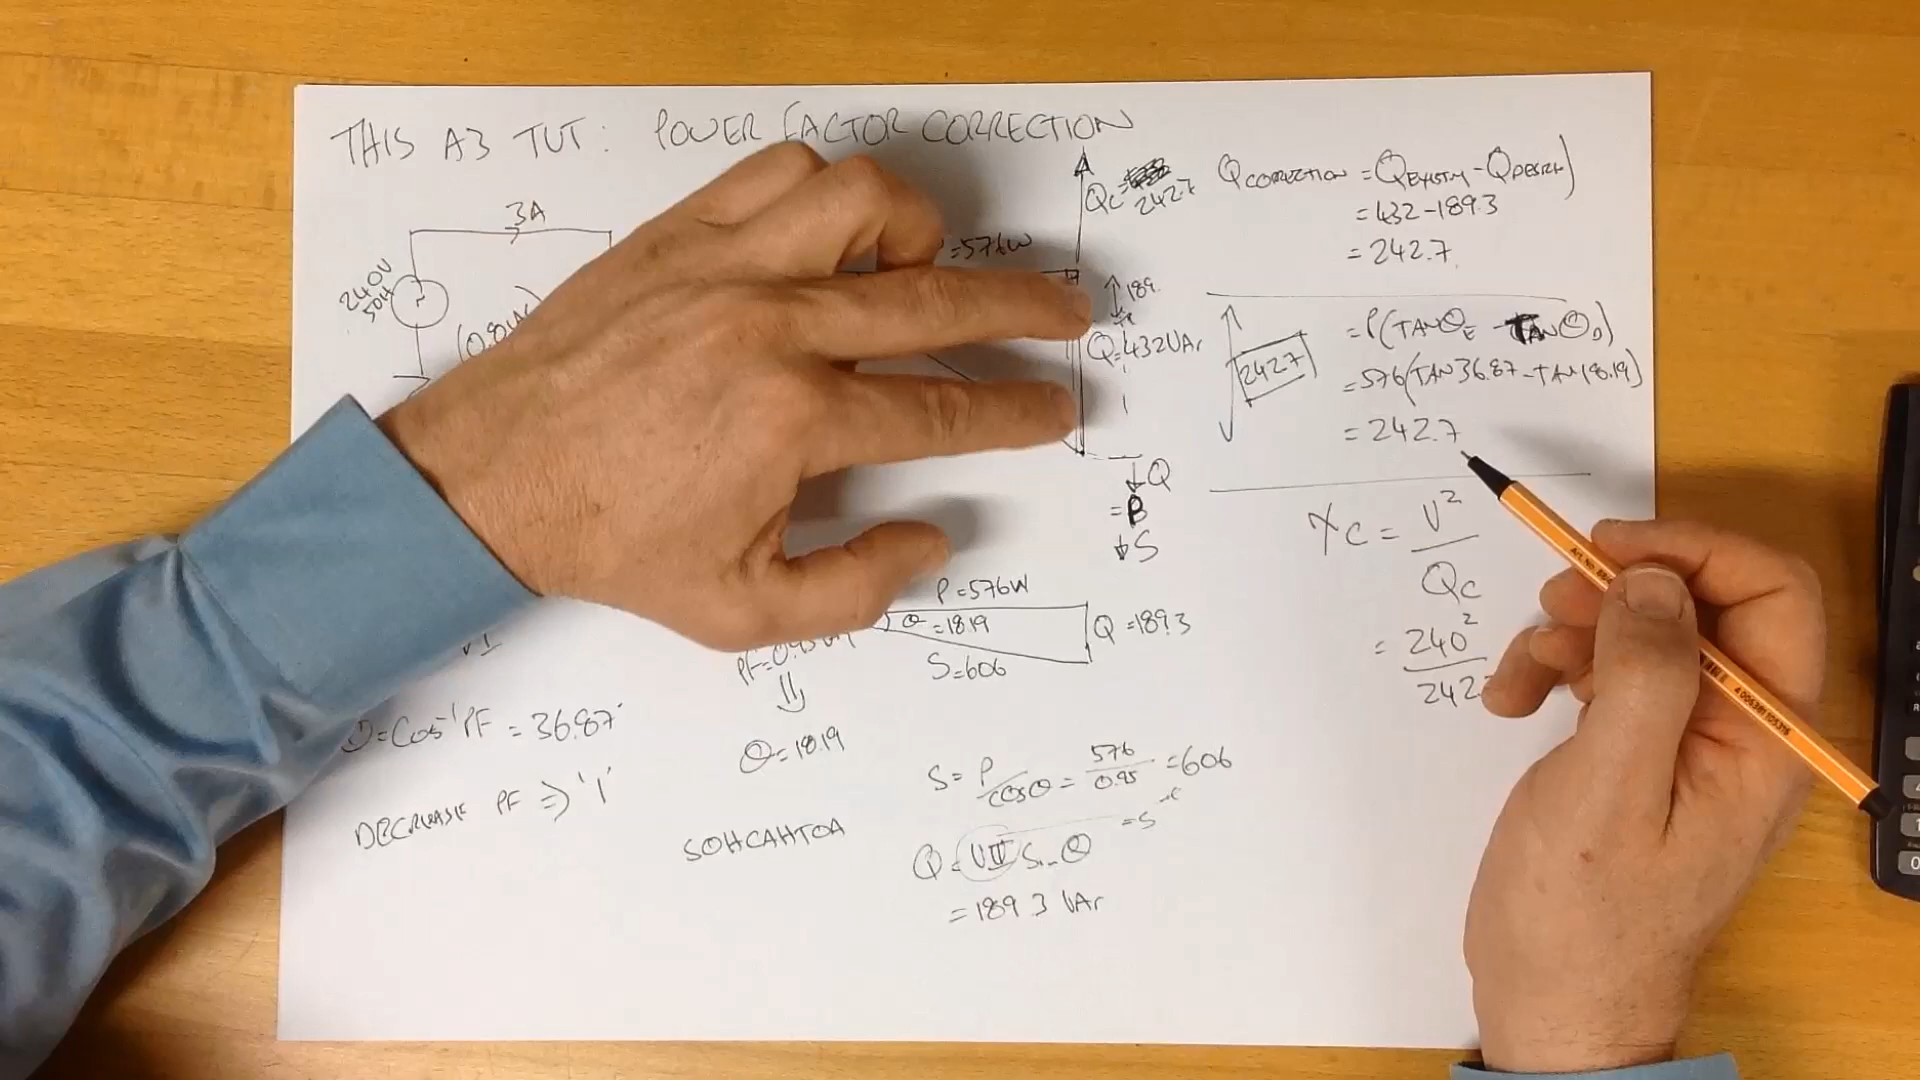 THIS A3 TUT: POWER FACTOR CORRECTION
3A
240V
50H
=576W
QC=
242.7
189.
Q=432VAr
Q
=
S
P=576W
θ
=18.19
Q=189.3
S=606
θ=18.19
θ=COS⁻¹PF=36.87°
DECREASE PF ⇒ '1'
SOHCAHTOA
S=P/COSθ = 576/0.95 =606
=S
Q= VI Sin θ
=189.3 VAr
QCORRECTION = QEXISTIN - QDESIRED
=432-189.3
=242.7
242.7
=P(TANθE - TANθD)
=576(TAN36.87-TAN18.19)
=242.7
XC = V²/QC
= 240²/242.